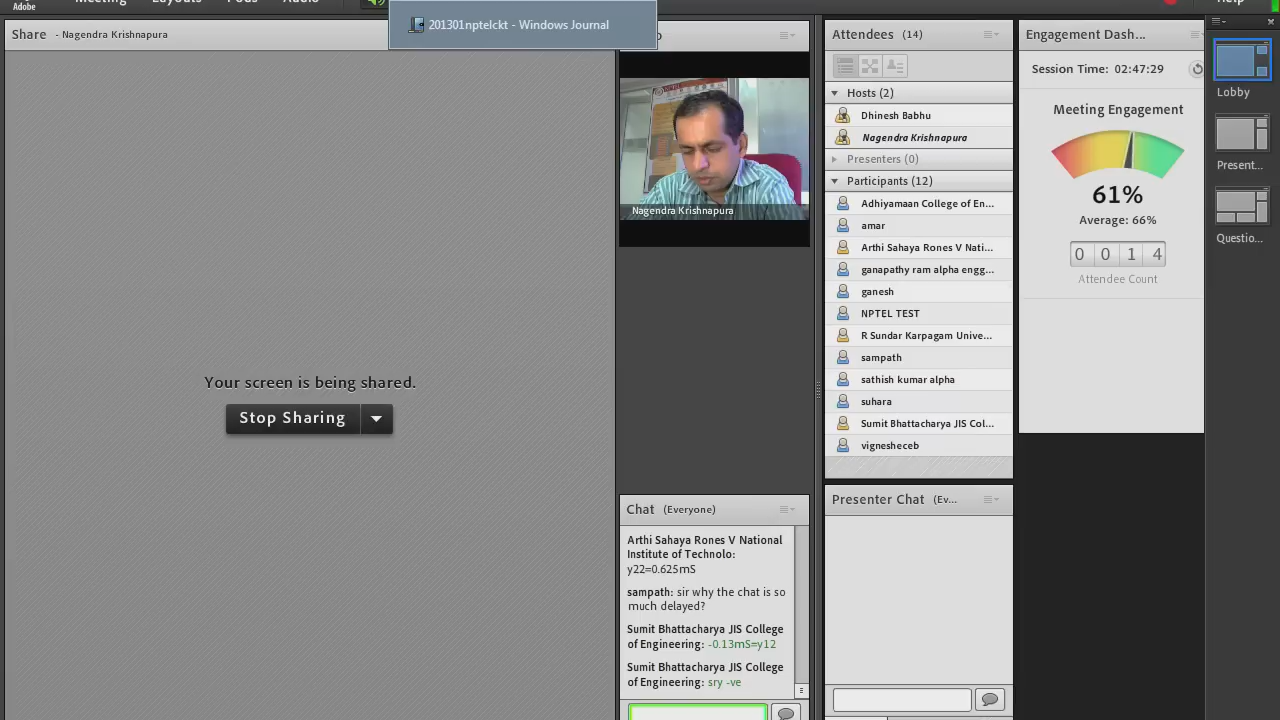 Adobe
Meeting Layouts Pods Audio
Help
201301nptelckt - Windows Journal
Share - Nagendra Krishnapura
Your screen is being shared.
Stop Sharing
Nagendra Krishnapura
Chat (Everyone)
Arthi Sahaya Rones V National
Institute of Technolo:
y22=0.625mS
sampath: sir why the chat is so
much delayed?
Sumit Bhattacharya JIS College
of Engineering: -0.13mS=y12
Sumit Bhattacharya JIS College
of Engineering: sry -ve
Attendees (14)
Hosts (2)
Dhinesh Babhu
Nagendra Krishnapura
Presenters (0)
Participants (12)
Adhiyamaan College of En...
amar
Arthi Sahaya Rones V Nati...
ganapathy ram alpha engg...
ganesh
NPTEL TEST
R Sundar Karpagam Unive...
sampath
sathish kumar alpha
suhara
Sumit Bhattacharya JIS Col...
vignesheceb
Presenter Chat (Ev...
Engagement Dash...
Session Time: 02:47:29
Meeting Engagement
61%
Average: 66%
0 0 1 4
Attendee Count
Lobby
Present...
Questio...